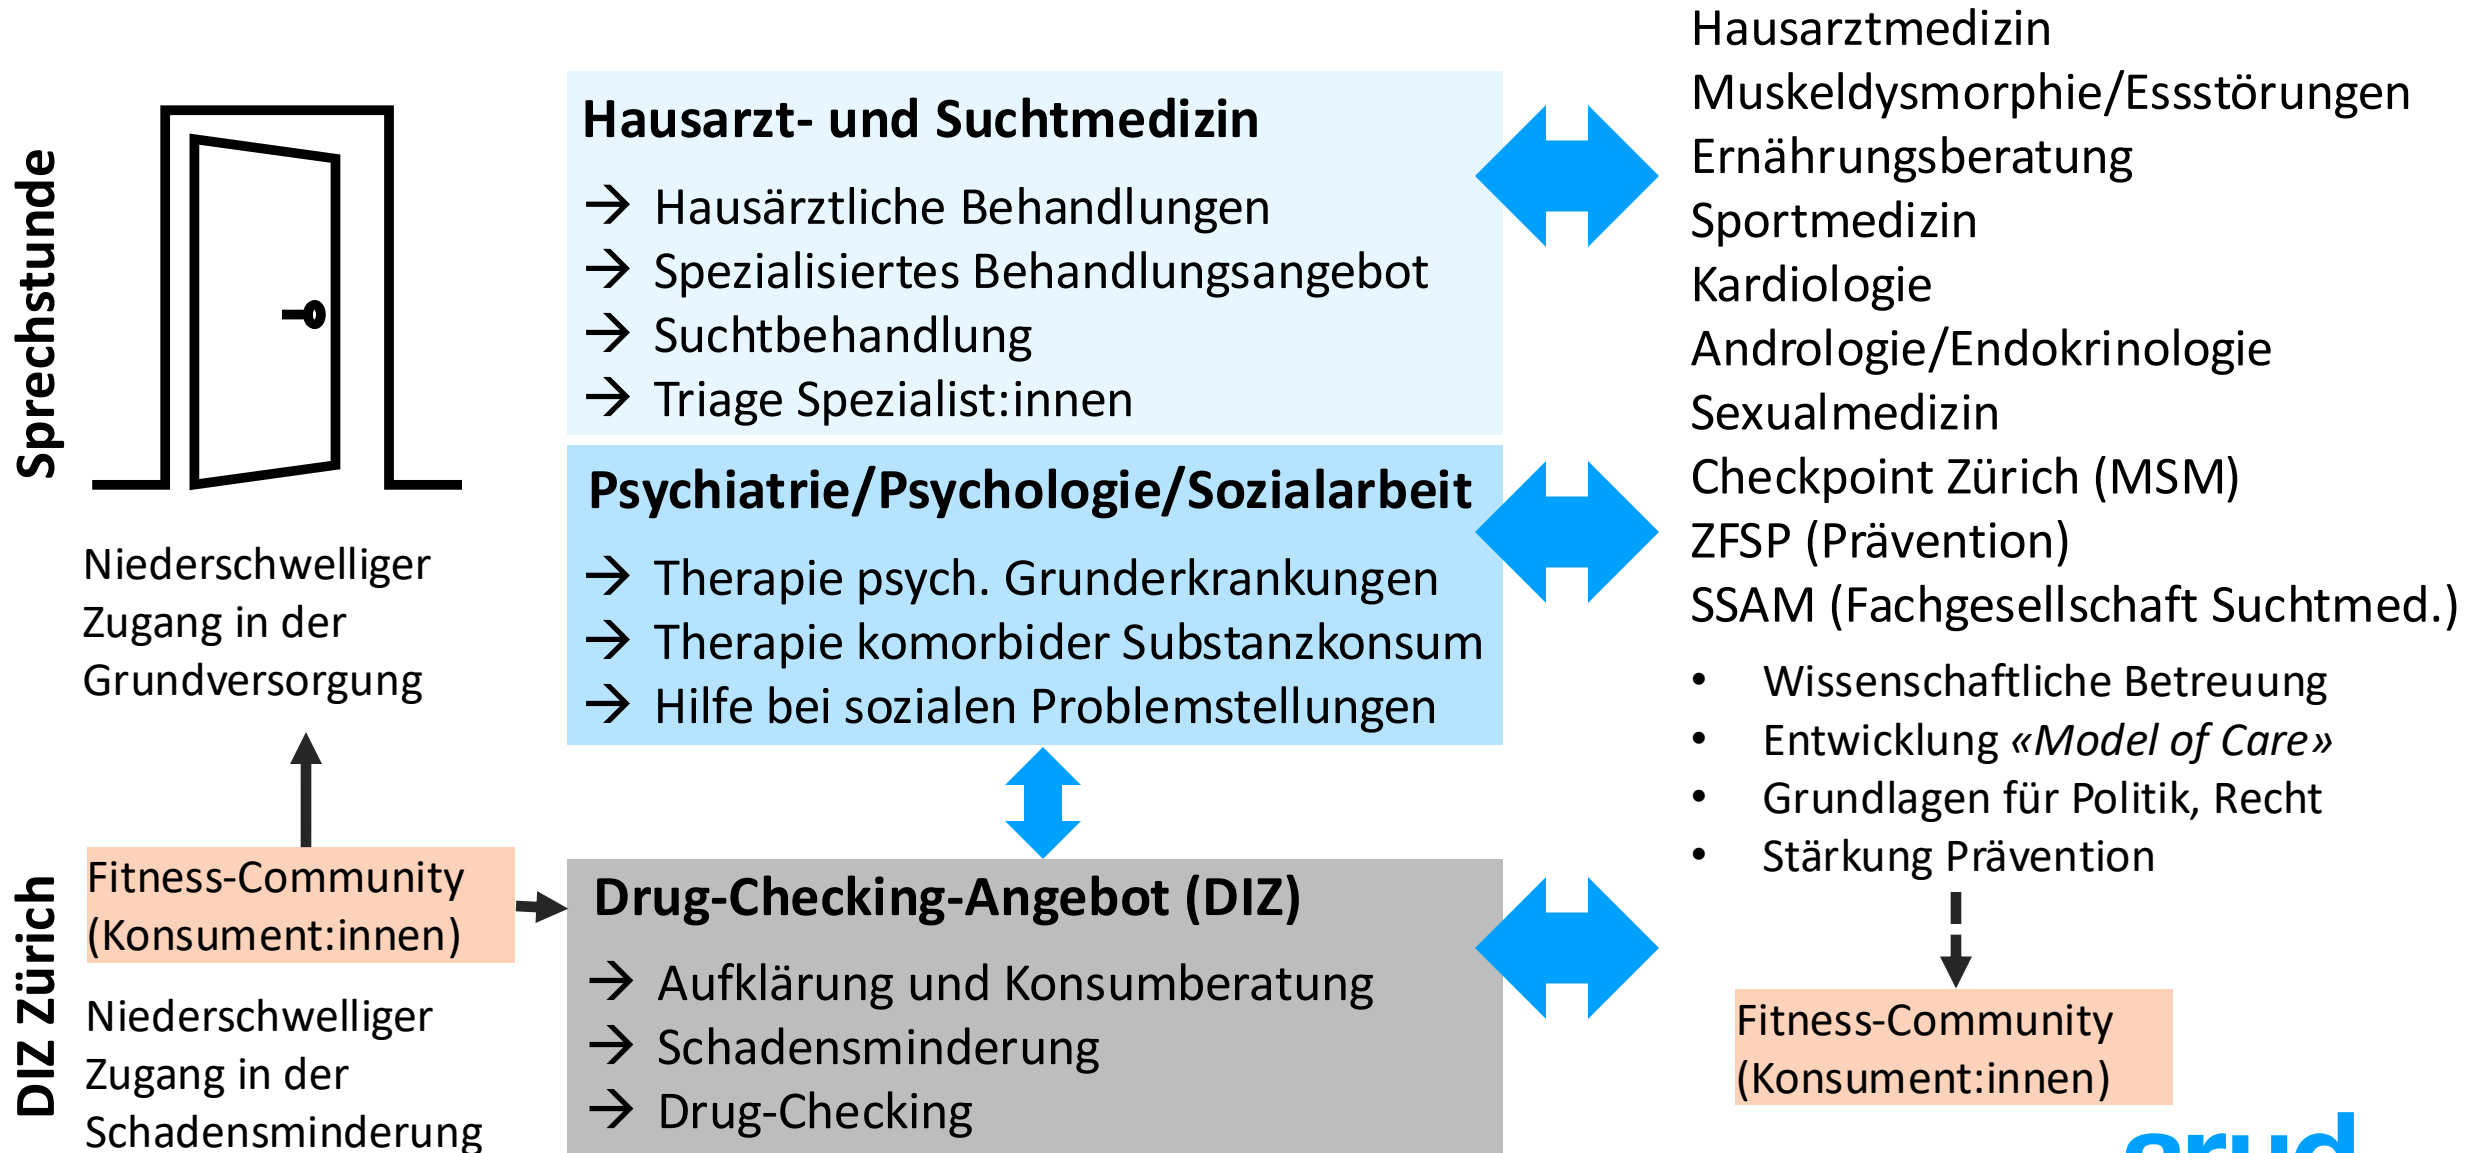 Sprechstunde
Niederschwelliger
Zugang in der
Grundversorgung
DIZ Zürich
Fitness-Community
(Konsument:innen)
Niederschwelliger
Zugang in der
Schadensminderung
Hausarzt- und Suchtmedizin
→ Hausärztliche Behandlungen
→ Spezialisiertes Behandlungsangebot
→ Suchtbehandlung
→ Triage Spezialist:innen
Psychiatrie/Psychologie/Sozialarbeit
→ Therapie psych. Grunderkrankungen
→ Therapie komorbider Substanzkonsum
→ Hilfe bei sozialen Problemstellungen
Drug-Checking-Angebot (DIZ)
→ Aufklärung und Konsumberatung
→ Schadensminderung
→ Drug-Checking
Hausarztmedizin
Muskeldysmorphie/Essstörungen
Ernährungsberatung
Sportmedizin
Kardiologie
Andrologie/Endokrinologie
Sexualmedizin
Checkpoint Zürich (MSM)
ZFSP (Prävention)
SSAM (Fachgesellschaft Suchtmed.)
• Wissenschaftliche Betreuung
• Entwicklung «Model of Care»
• Grundlagen für Politik, Recht
• Stärkung Prävention
Fitness-Community
(Konsument:innen)
arud